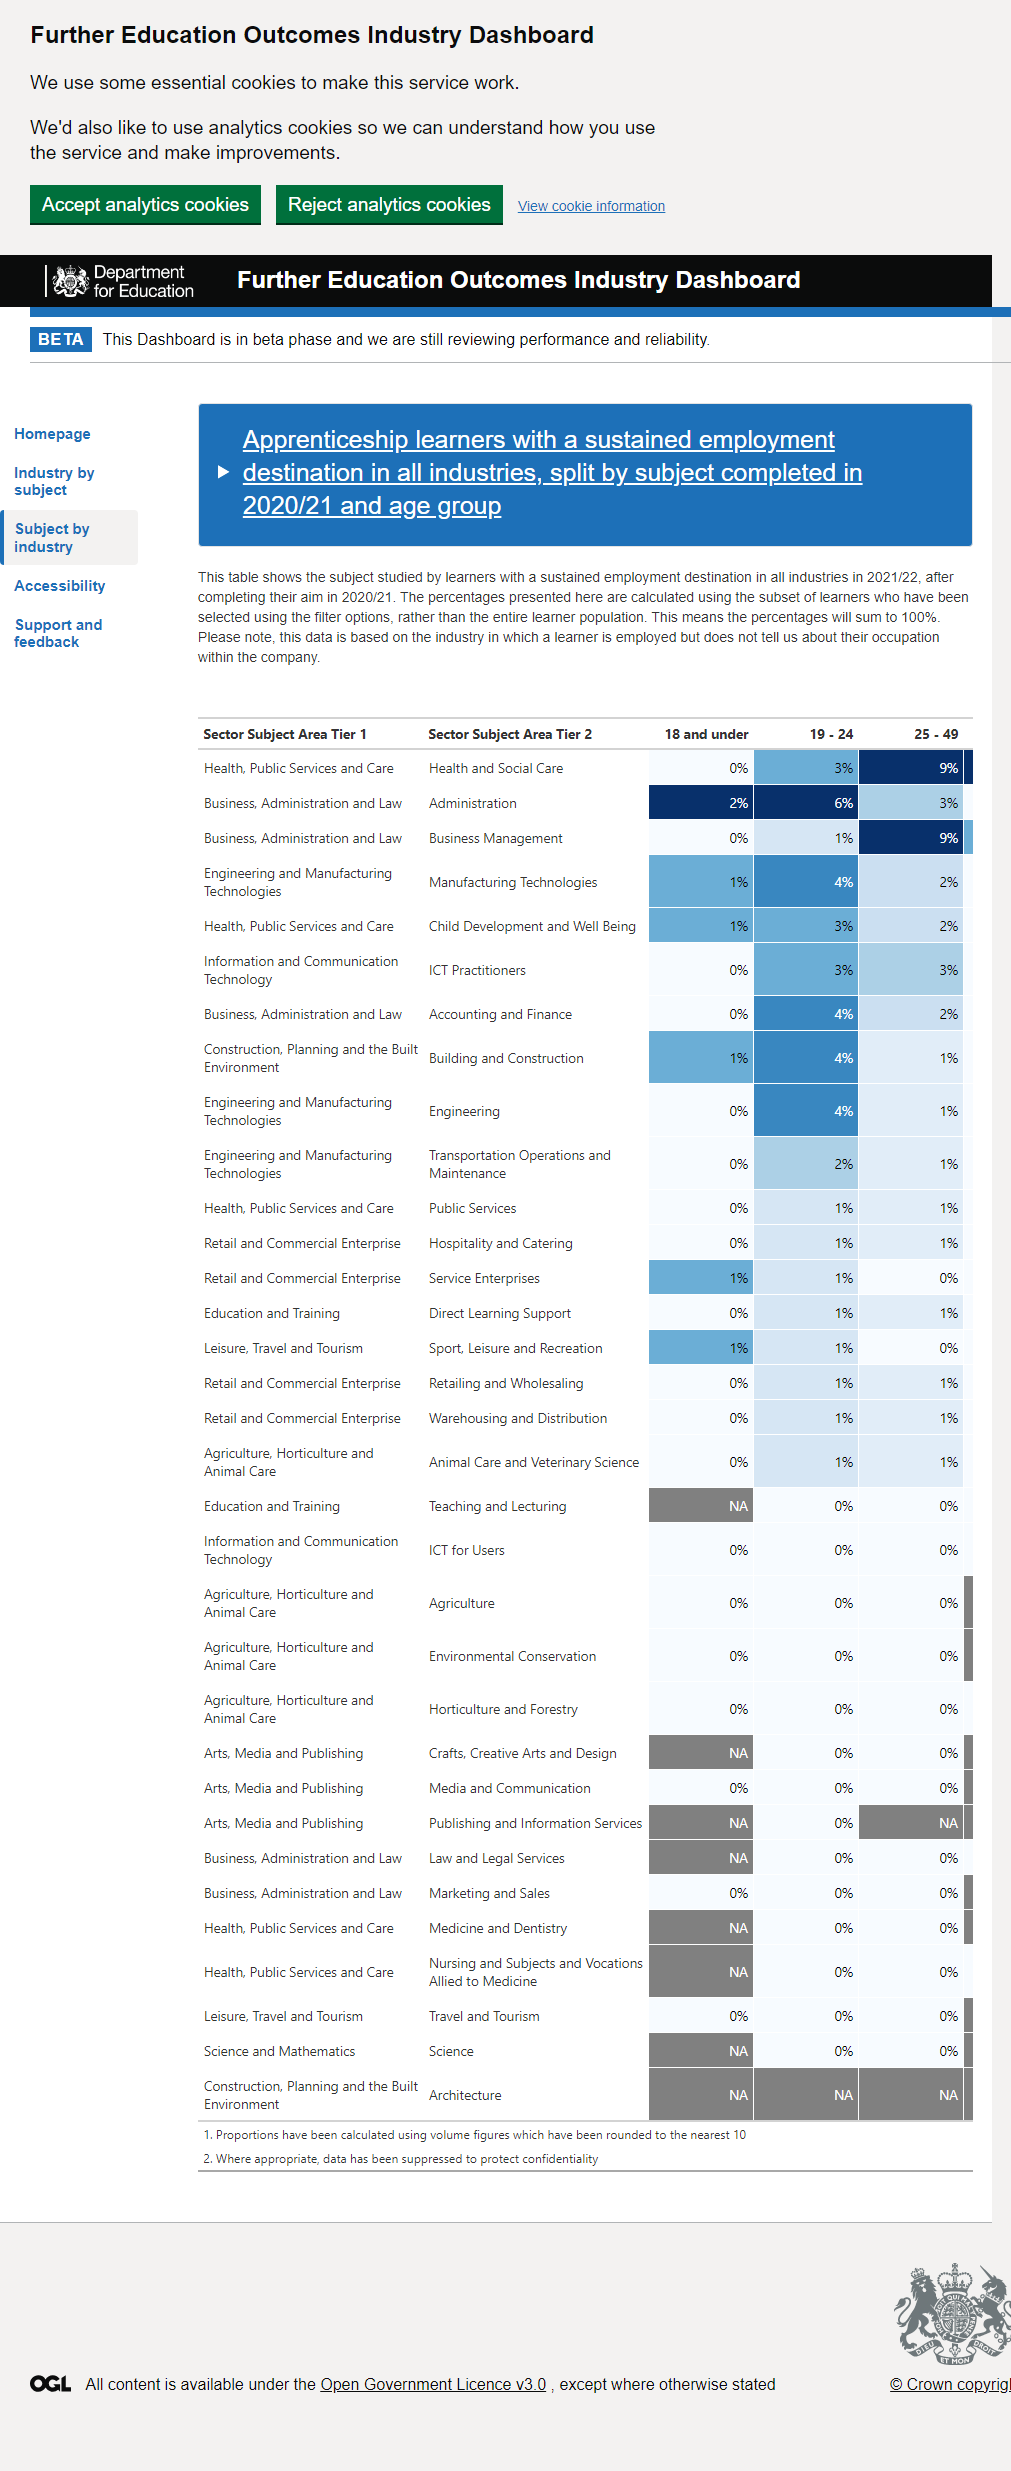 Further Education Outcomes Industry Dashboard
We use some essential cookies to make this service work.
We'd also like to use analytics cookies so we can understand how you use
the service and make improvements.
Accept analytics cookies Reject analytics cookies View cookie information
Department
for Education
Further Education Outcomes Industry Dashboard
BETA This Dashboard is in beta phase and we are still reviewing performance and reliability.
Homepage
Industry by
subject
Subject by
industry
Accessibility
Support and
feedback
Apprenticeship learners with a sustained employment
destination in all industries, split by subject completed in
2020/21 and age group
This table shows the subject studied by learners with a sustained employment destination in all industries in 2021/22, after
completing their aim in 2020/21. The percentages presented here are calculated using the subset of learners who have been
selected using the filter options, rather than the entire learner population. This means the percentages will sum to 100%.
Please note, this data is based on the industry in which a learner is employed but does not tell us about their occupation
within the company.
Sector Subject Area Tier 1 Sector Subject Area Tier 2 18 and under 19 - 24 25 - 49
Health, Public Services and Care Health and Social Care 0% 3% 9%
Business, Administration and Law Administration 2% 6% 3%
Business, Administration and Law Business Management 0% 1% 9%
Engineering and Manufacturing
Technologies Manufacturing Technologies 1% 4% 2%
Health, Public Services and Care Child Development and Well Being 1% 3% 2%
Information and Communication
Technology ICT Practitioners 0% 3% 3%
Business, Administration and Law Accounting and Finance 0% 4% 2%
Construction, Planning and the Built
Environment Building and Construction 1% 4% 1%
Engineering and Manufacturing
Technologies Engineering 0% 4% 1%
Engineering and Manufacturing Transportation Operations and
Technologies Maintenance 0% 2% 1%
Health, Public Services and Care Public Services 0% 1% 1%
Retail and Commercial Enterprise Hospitality and Catering 0% 1% 1%
Retail and Commercial Enterprise Service Enterprises 1% 1% 0%
Education and Training Direct Learning Support 0% 1% 1%
Leisure, Travel and Tourism Sport, Leisure and Recreation 1% 1% 0%
Retail and Commercial Enterprise Retailing and Wholesaling 0% 1% 1%
Retail and Commercial Enterprise Warehousing and Distribution 0% 1% 1%
Agriculture, Horticulture and
Animal Care Animal Care and Veterinary Science 0% 1% 1%
Education and Training Teaching and Lecturing NA 0% 0%
Information and Communication
Technology ICT for Users 0% 0% 0%
Agriculture, Horticulture and
Animal Care Agriculture 0% 0% 0%
Agriculture, Horticulture and
Animal Care Environmental Conservation 0% 0% 0%
Agriculture, Horticulture and
Animal Care Horticulture and Forestry 0% 0% 0%
Arts, Media and Publishing Crafts, Creative Arts and Design NA 0% 0%
Arts, Media and Publishing Media and Communication 0% 0% 0%
Arts, Media and Publishing Publishing and Information Services NA 0% NA
Business, Administration and Law Law and Legal Services NA 0% 0%
Business, Administration and Law Marketing and Sales 0% 0% 0%
Health, Public Services and Care Medicine and Dentistry NA 0% 0%
Health, Public Services and Care Nursing and Subjects and Vocations
Allied to Medicine NA 0% 0%
Leisure, Travel and Tourism Travel and Tourism 0% 0% 0%
Science and Mathematics Science NA 0% 0%
Construction, Planning and the Built
Environment Architecture NA NA NA
1. Proportions have been calculated using volume figures which have been rounded to the nearest 10
2. Where appropriate, data has been suppressed to protect confidentiality
DIEU ET MON DROIT
OGL All content is available under the Open Government Licence v3.0 , except where otherwise stated
© Crown copyrig